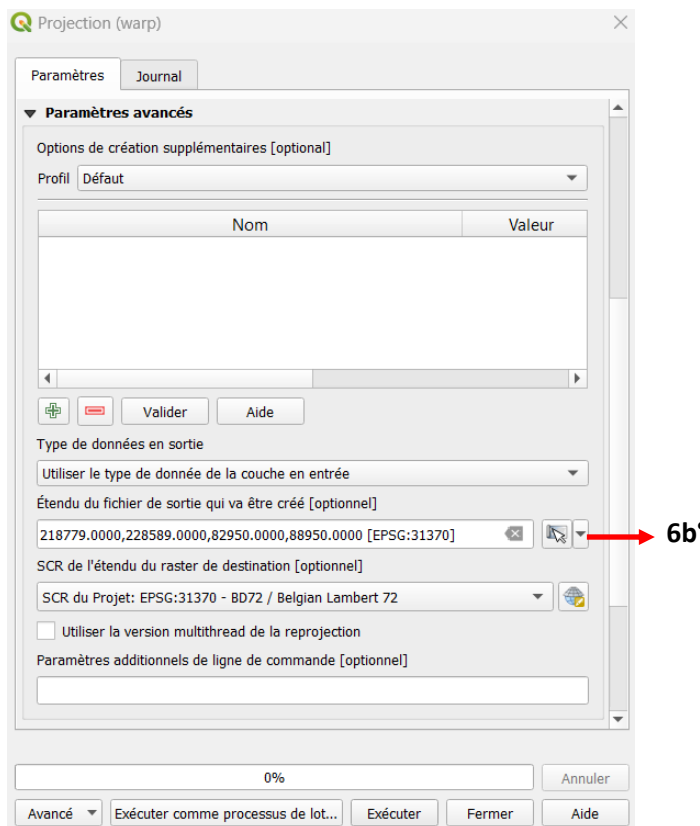 Projection (warp)
Paramètres Journal
Paramètres avancés
Options de création supplémentaires [optional]
Profil Défaut
Nom Valeur
Valider Aide
Type de données en sortie
Utiliser le type de donnée de la couche en entrée
Étendu du fichier de sortie qui va être créé [optionnel]
218779.0000,228589.0000,82950.0000,88950.0000 [EPSG:31370]
6b°
SCR de l'étendu du raster de destination [optionnel]
SCR du Projet: EPSG:31370 - BD72 / Belgian Lambert 72
Utiliser la version multithread de la reprojection
Paramètres additionnels de ligne de commande [optionnel]
0% Annuler
Avancé Exécuter comme processus de lot... Exécuter Fermer Aide